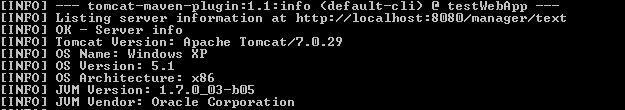 [INFO] --- tomcat-maven-plugin:1.1:info (default-cli) @ testWebApp ---
[INFO] Listing server information at http://localhost:8080/manager/text
[INFO] OK - Server info
[INFO] Tomcat Version: Apache Tomcat/7.0.29
[INFO] OS Name: Windows XP
[INFO] OS Version: 5.1
[INFO] OS Architecture: x86
[INFO] JVM Version: 1.7.0_03-b05
[INFO] JVM Vendor: Oracle Corporation